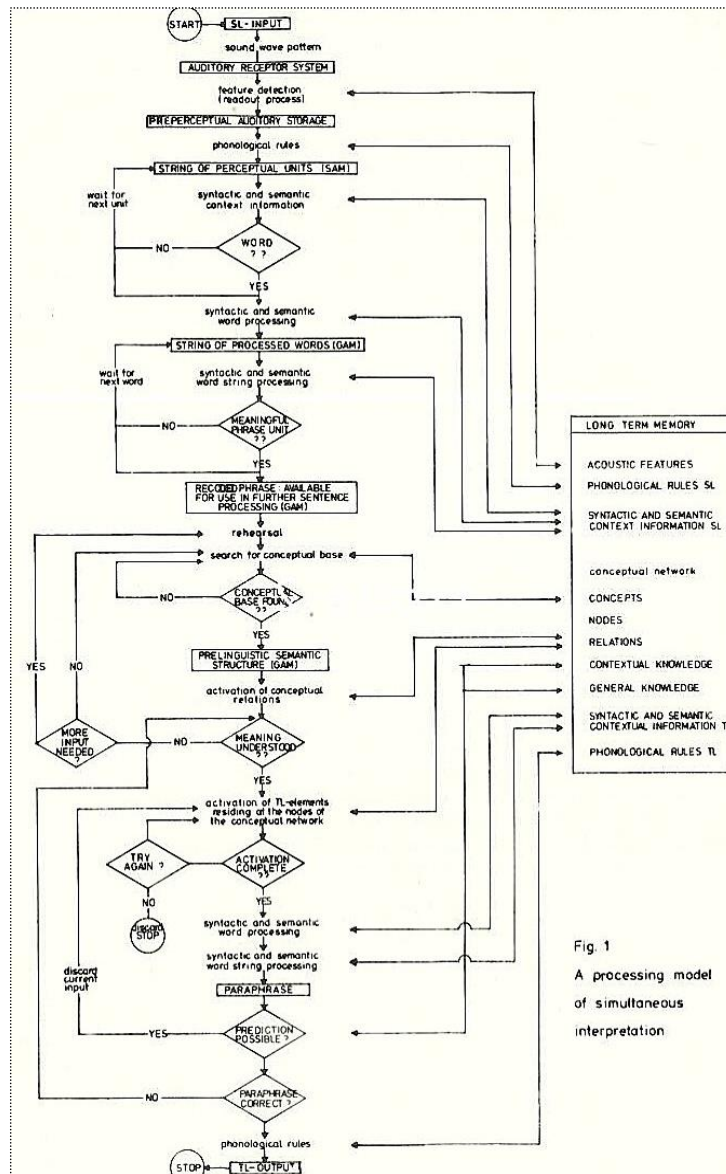 START
SL-INPUT
sound wave pattern
AUDITORY RECEPTOR SYSTEM
feature detection
(readout process)
PREPERCEPTUAL AUDITORY STORAGE
phonological rules
STRING OF PERCEPTUAL UNITS (SAM)
wait for
next unit
syntactic and semantic
context information
WORD
? ?
NO
YES
syntactic and semantic
word processing
STRING OF PROCESSED WORDS (GAM)
wait for
next word
syntactic and semantic
word string processing
MEANINGFUL
PHRASE UNIT
??
NO
YES
RECODED PHRASE: AVAILABLE
FOR USE IN FURTHER SENTENCE
PROCESSING (GAM)
rehearsal
search for conceptual base
CONCEPTUAL
BASE FOUND
??
NO
YES
PRELINGUISTIC SEMANTIC
STRUCTURE (GAM)
activation of conceptual
relations
YES
NO
MORE
INPUT
NEEDED
?
NO
MEANING
UNDERSTOOD
??
YES
activation of TL-elements
residing at the nodes of
the conceptual network
TRY
AGAIN ?
ACTIVATION
COMPLETE
??
NO
YES
discard
STOP
syntactic and semantic
word processing
syntactic and semantic
word string processing
discard
current
input
PARAPHRASE
YES
PREDICTION
POSSIBLE ?
NO
PARAPHRASE
CORRECT ?
phonological rules
STOP
TL-OUTPUT
LONG TERM MEMORY
ACOUSTIC FEATURES
PHONOLOGICAL RULES SL
SYNTACTIC AND SEMANTIC
CONTEXT INFORMATION SL
conceptual network
CONCEPTS
NODES
RELATIONS
CONTEXTUAL KNOWLEDGE
GENERAL KNOWLEDGE
SYNTACTIC AND SEMANTIC
CONTEXTUAL INFORMATION T
PHONOLOGICAL RULES TL
Fig. 1
A processing model
of simultaneous
interpretation